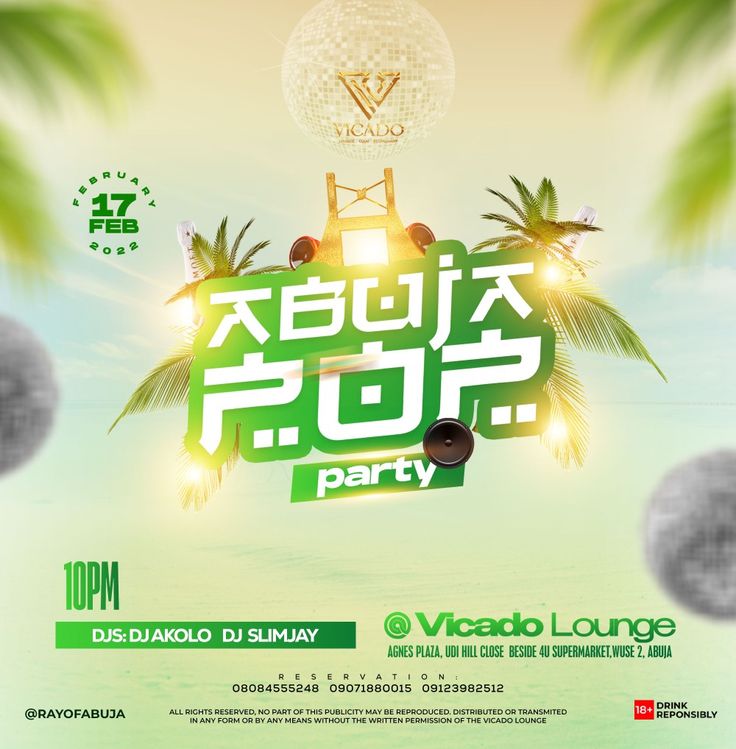 VICADO
FEBRUARY
17
FEB
2022
ABUJA
POP
party
10PM
DJS: DJ AKOLO DJ SLIMJAY
@ Vicado Lounge
AGNES PLAZA, UDI HILL CLOSE BESIDE 4U SUPERMARKET,WUSE 2, ABUJA
RESERVATION:
08084555248 09071880015 09123982512
@RAYOFABUJA
ALL RIGHTS RESERVED, NO PART OF THIS PUBLICITY MAY BE REPRODUCED. DISTRIBUTED OR TRANSMITED
IN ANY FORM OR BY ANY MEANS WITHOUT THE WRITTEN PERMISSION OF THE VICADO LOUNGE
18+ DRINK
REPONSIBLY